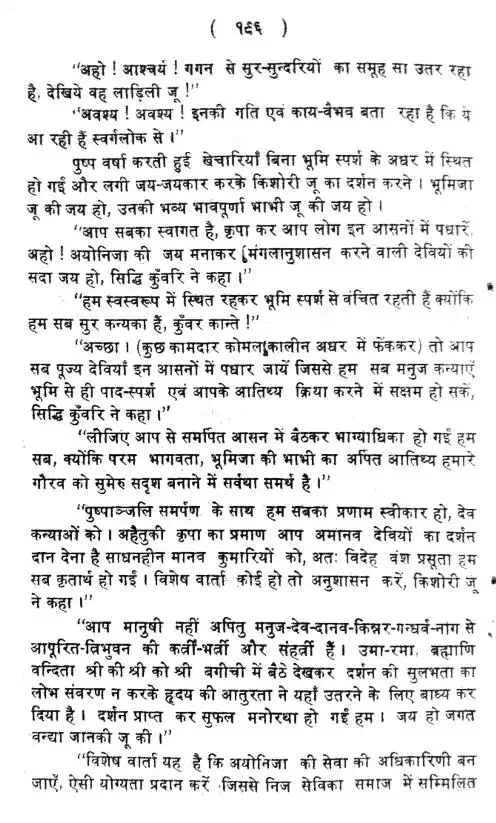 ( १९६ )
"अहो ! आश्चर्य ! गगन से सुर-सुन्दरियों का समूह सा उतर रहा
है, देखिये वह लाड़िली जू !"
"अवश्य ! अवश्य ! इनकी गति एवं काय-वैभव बता रहा है कि ये
आ रही हैं स्वर्गलोक से ।"
पुष्प वर्षा करती हुई खेचारियाँ बिना भूमि स्पर्श के अधर में स्थित
हो गईं और लगी जय-जयकार करके किशोरी जू का दर्शन करने । भूमिजा
जू की जय हो, उनकी भव्य भावपूर्णा भाभी जू की जय हो ।
"आप सबका स्वागत है, कृपा कर आप लोग इन आसनों में पधारें,
अहो ! अयोनिजा की जय मनाकर मंगलानुशासन करने वाली देवियों की
सदा जय हो, सिद्धि कुँवरि ने कहा ।"
"हम स्वस्वरूप में स्थित रहकर भूमि स्पर्श से वंचित रहती हैं क्योंकि
हम सब सुर कन्यका हैं, कुँवर कान्ते !"
"अच्छा । (कुछ कामदार कोमल कालीन अधर में फेंककर) तो आप
सब पूज्य देवियाँ इन आसनों में पधार जायें जिससे हम सब मनुज कन्याएँ
भूमि से ही पाद-स्पर्श एवं आपके आतिथ्य क्रिया करने में सक्षम हो सकें,
सिद्धि कुँवरि ने कहा ।"
"लीजिए आप से समर्पित आसन में बैठकर भाग्याधिका हो गईं हम
सब, क्योंकि परम भागवता, भूमिजा की भाभी का अर्पित आतिथ्य हमारे
गौरव को सुमेरु सदृश बनाने में सर्वथा समर्थ है ।"
"पुष्पाञ्जलि समर्पण के साथ हम सबका प्रणाम स्वीकार हो, देव
कन्याओं को । अहैतुकी कृपा का प्रमाण आप अमानव देवियों का दर्शन
दान देना है साधनहीन मानव कुमारियों को, अतः विदेह वंश प्रसूता हम
सब कृतार्थ हो गईं । विशेष वार्ता कोई हो तो अनुशासन करें, किशोरी जू
ने कहा ।"
"आप मानुषी नहीं अपितु मनुज-देव-दानव-किन्नर-गन्धर्व-नाग से
आपूरित-त्रिभुवन की कर्त्री-भर्त्री और संहर्त्री हैं । उमा-रमा, ब्रह्माणि
वन्दिता श्री की श्री को श्री बगीची में बैठे देखकर दर्शन की सुलभता का
लोभ संवरण न करके हृदय की आतुरता ने यहाँ उतरने के लिए बाध्य कर
दिया है । दर्शन प्राप्त कर सुफल मनोरथा हो गईं हम । जय हो जगत
वन्द्या जानकी जू की ।"
"विशेष वार्ता यह है कि अयोनिजा की सेवा की अधिकारिणी बन
जाएँ, ऐसी योग्यता प्रदान करें जिससे निज सेविका समाज में सम्मिलित